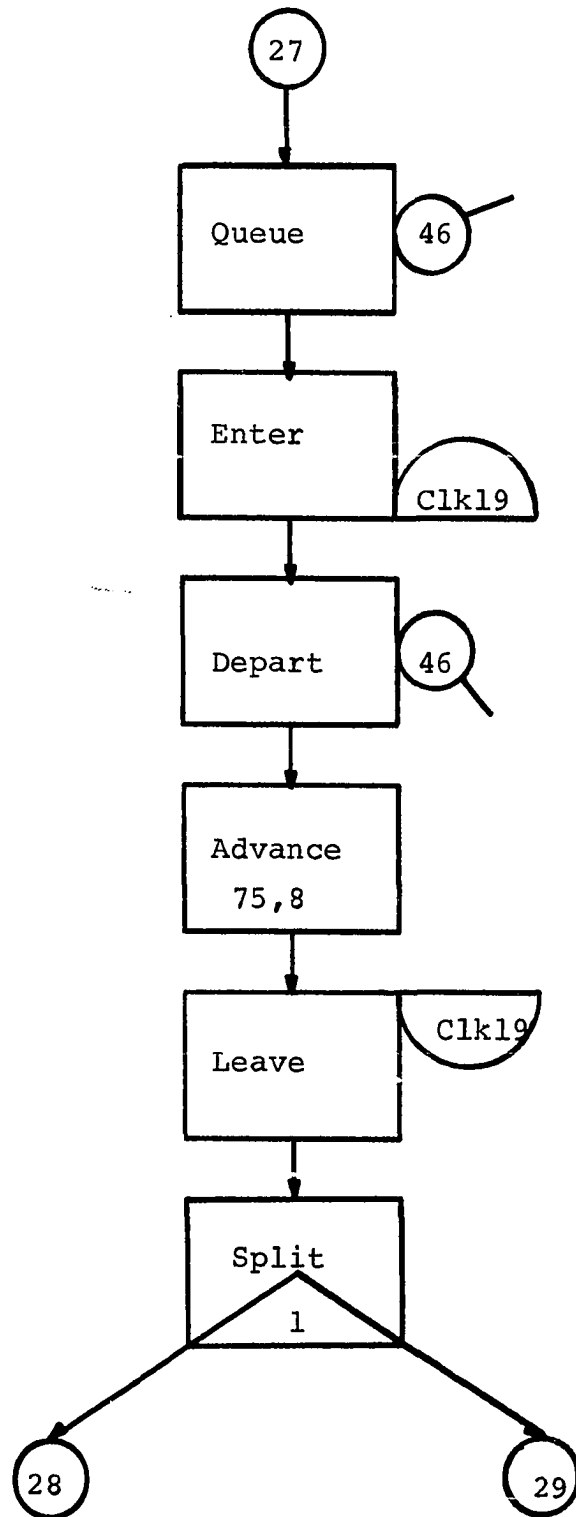 27
Queue
46
Enter
Clk19
Depart
46
Advance
75,8
Leave
Clk19
Split
1
28
29